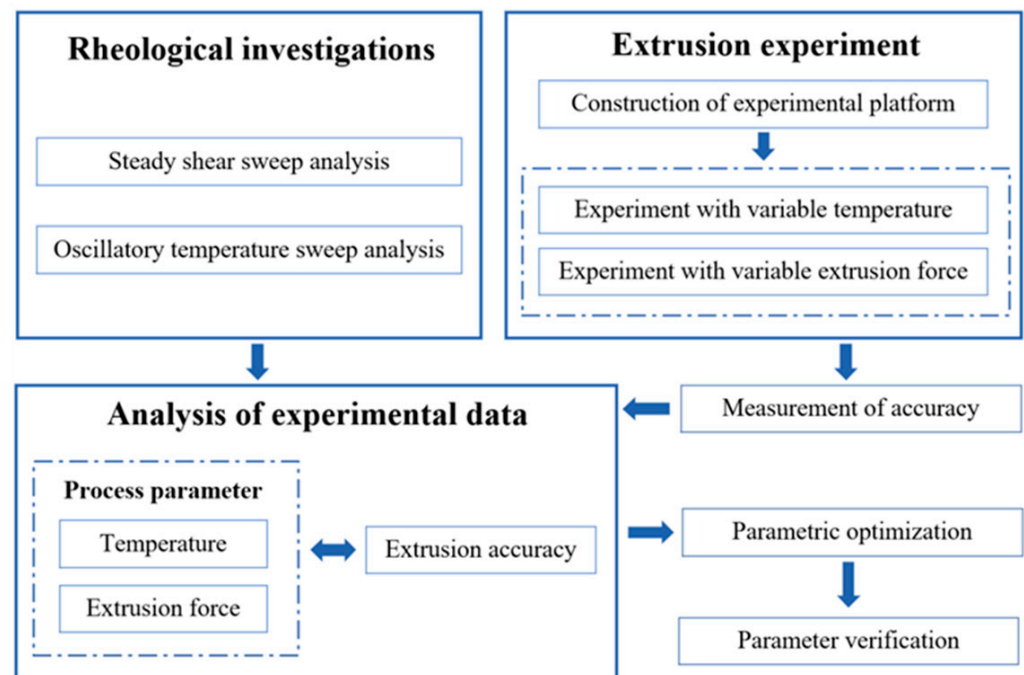 Rheological investigations
Steady shear sweep analysis
Oscillatory temperature sweep analysis
Extrusion experiment
Construction of experimental platform
Experiment with variable temperature
Experiment with variable extrusion force
Measurement of accuracy
Analysis of experimental data
Process parameter
Temperature
Extrusion force
Extrusion accuracy
Parametric optimization
Parameter verification